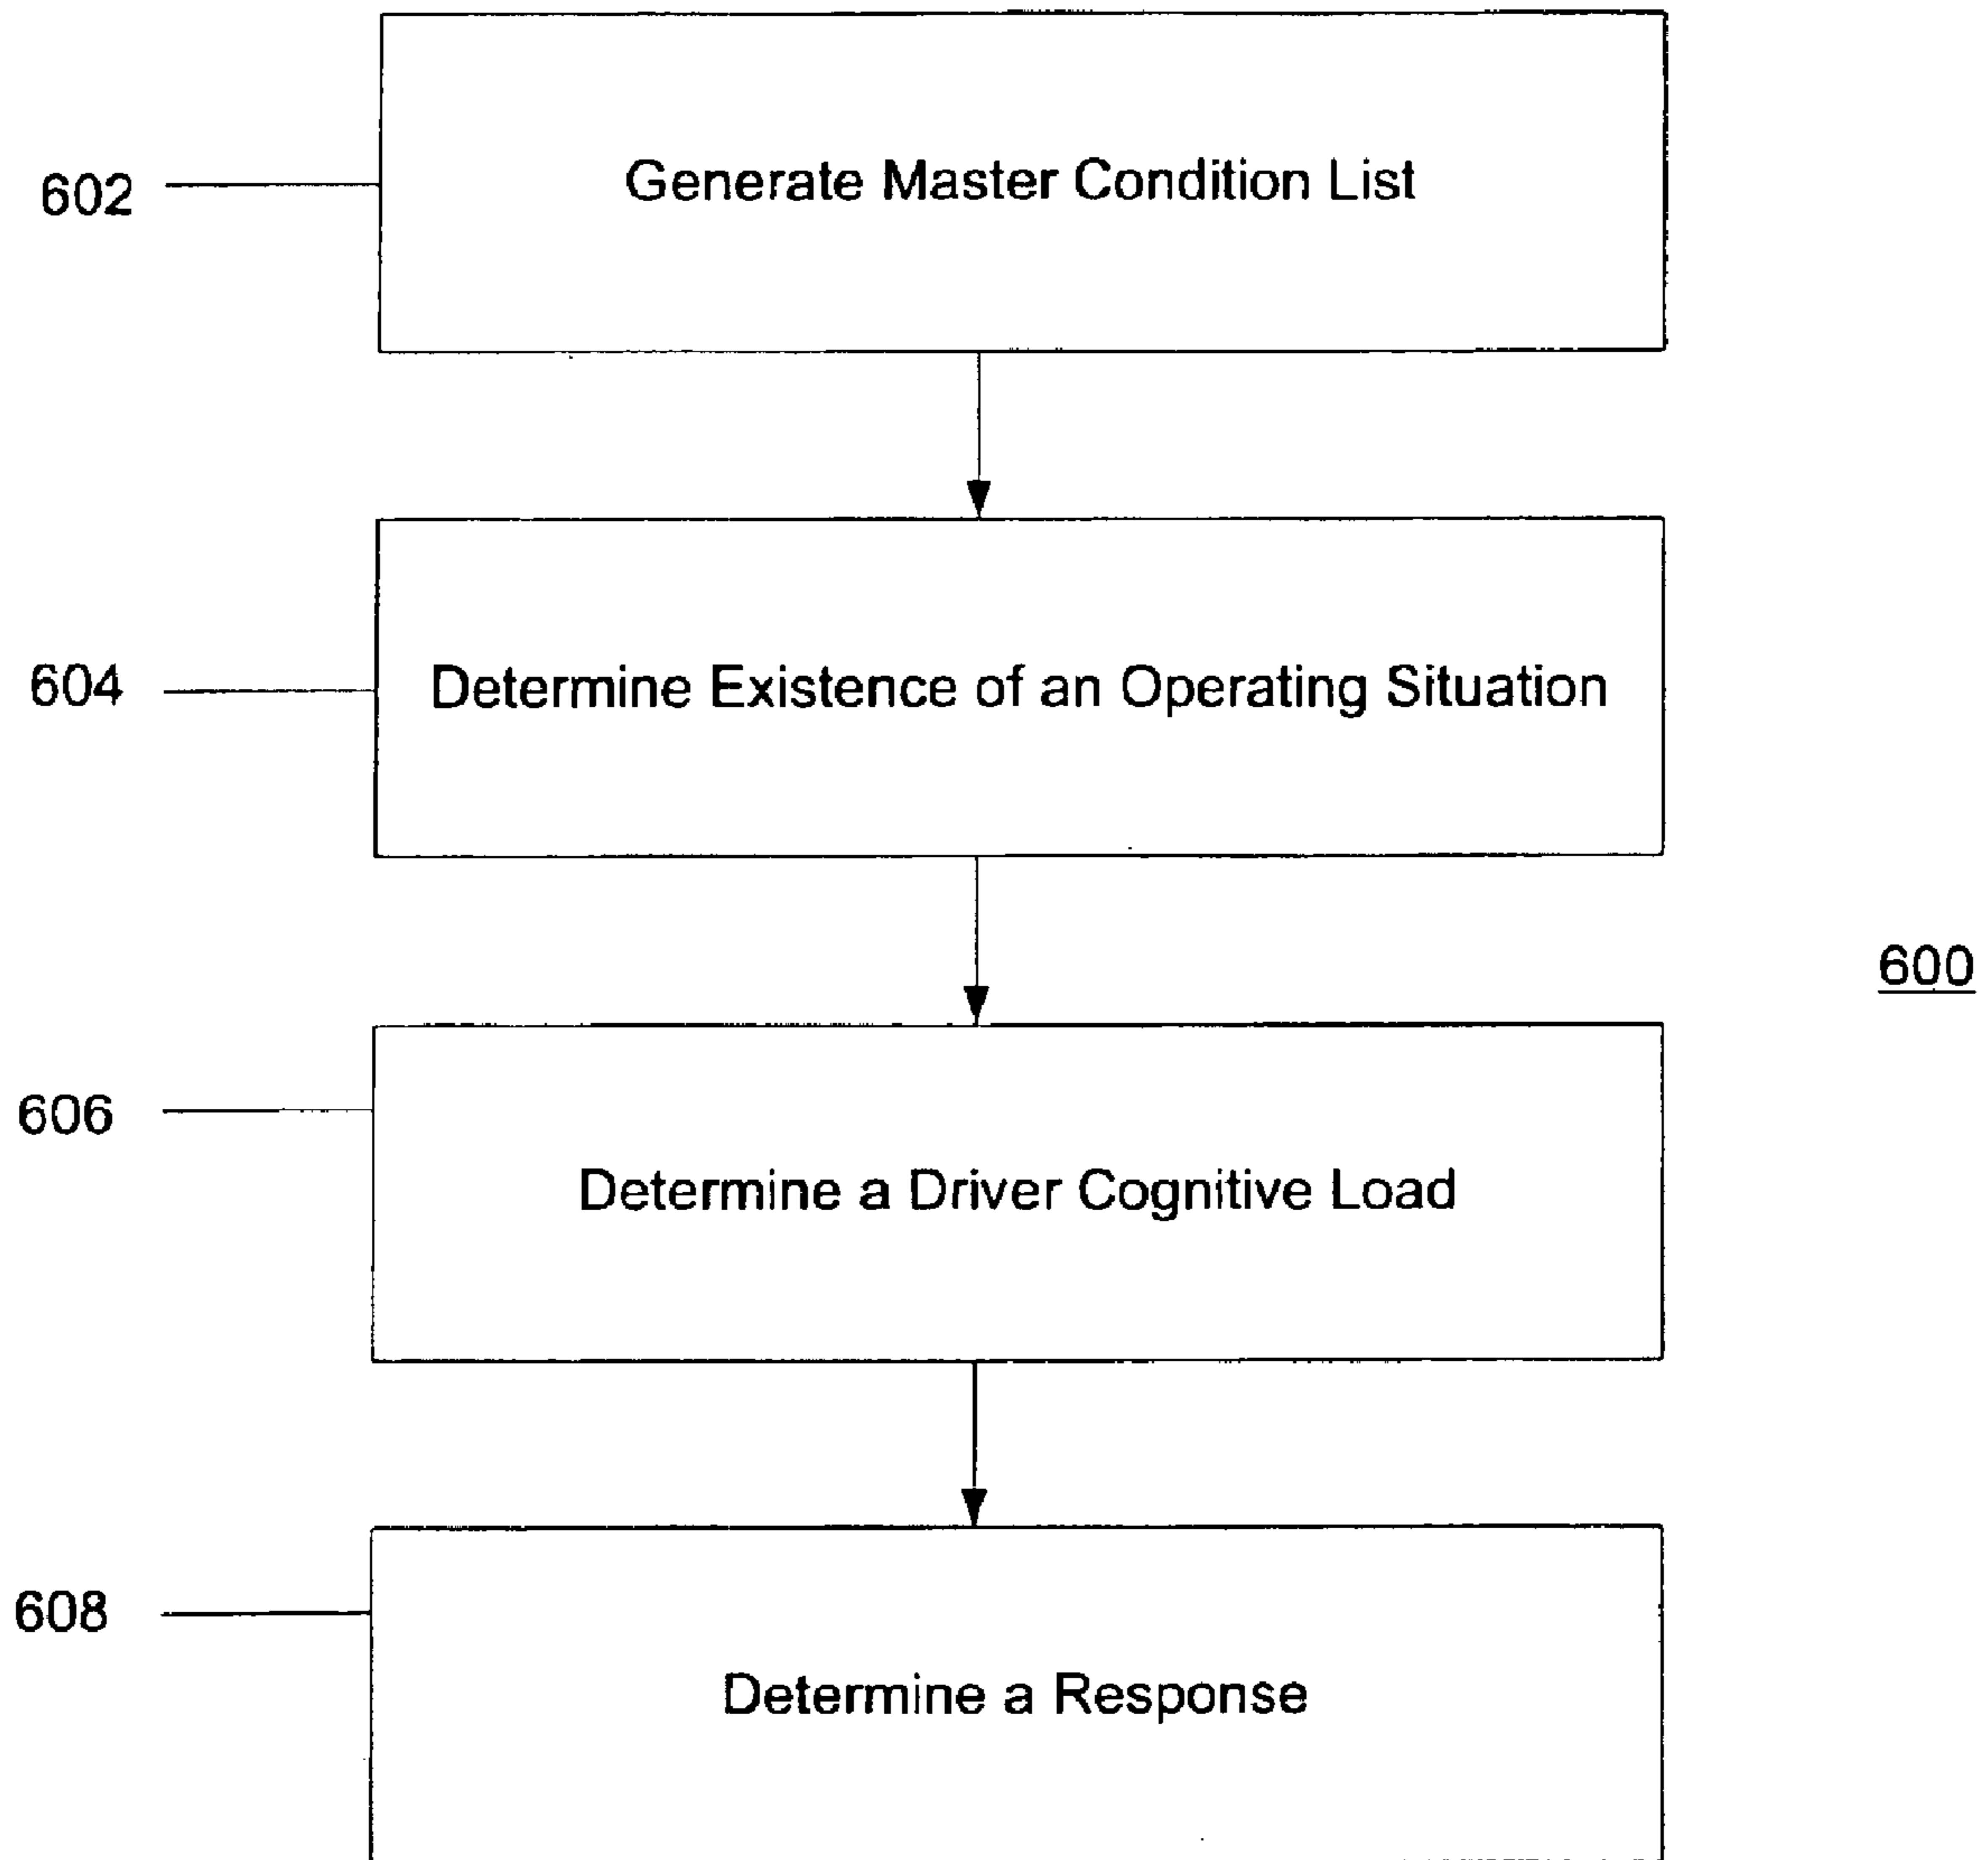 602
Generate Master Condition List
604
Determine Existence of an Operating Situation
600
606
Determine a Driver Cognitive Load
608
Determine a Response